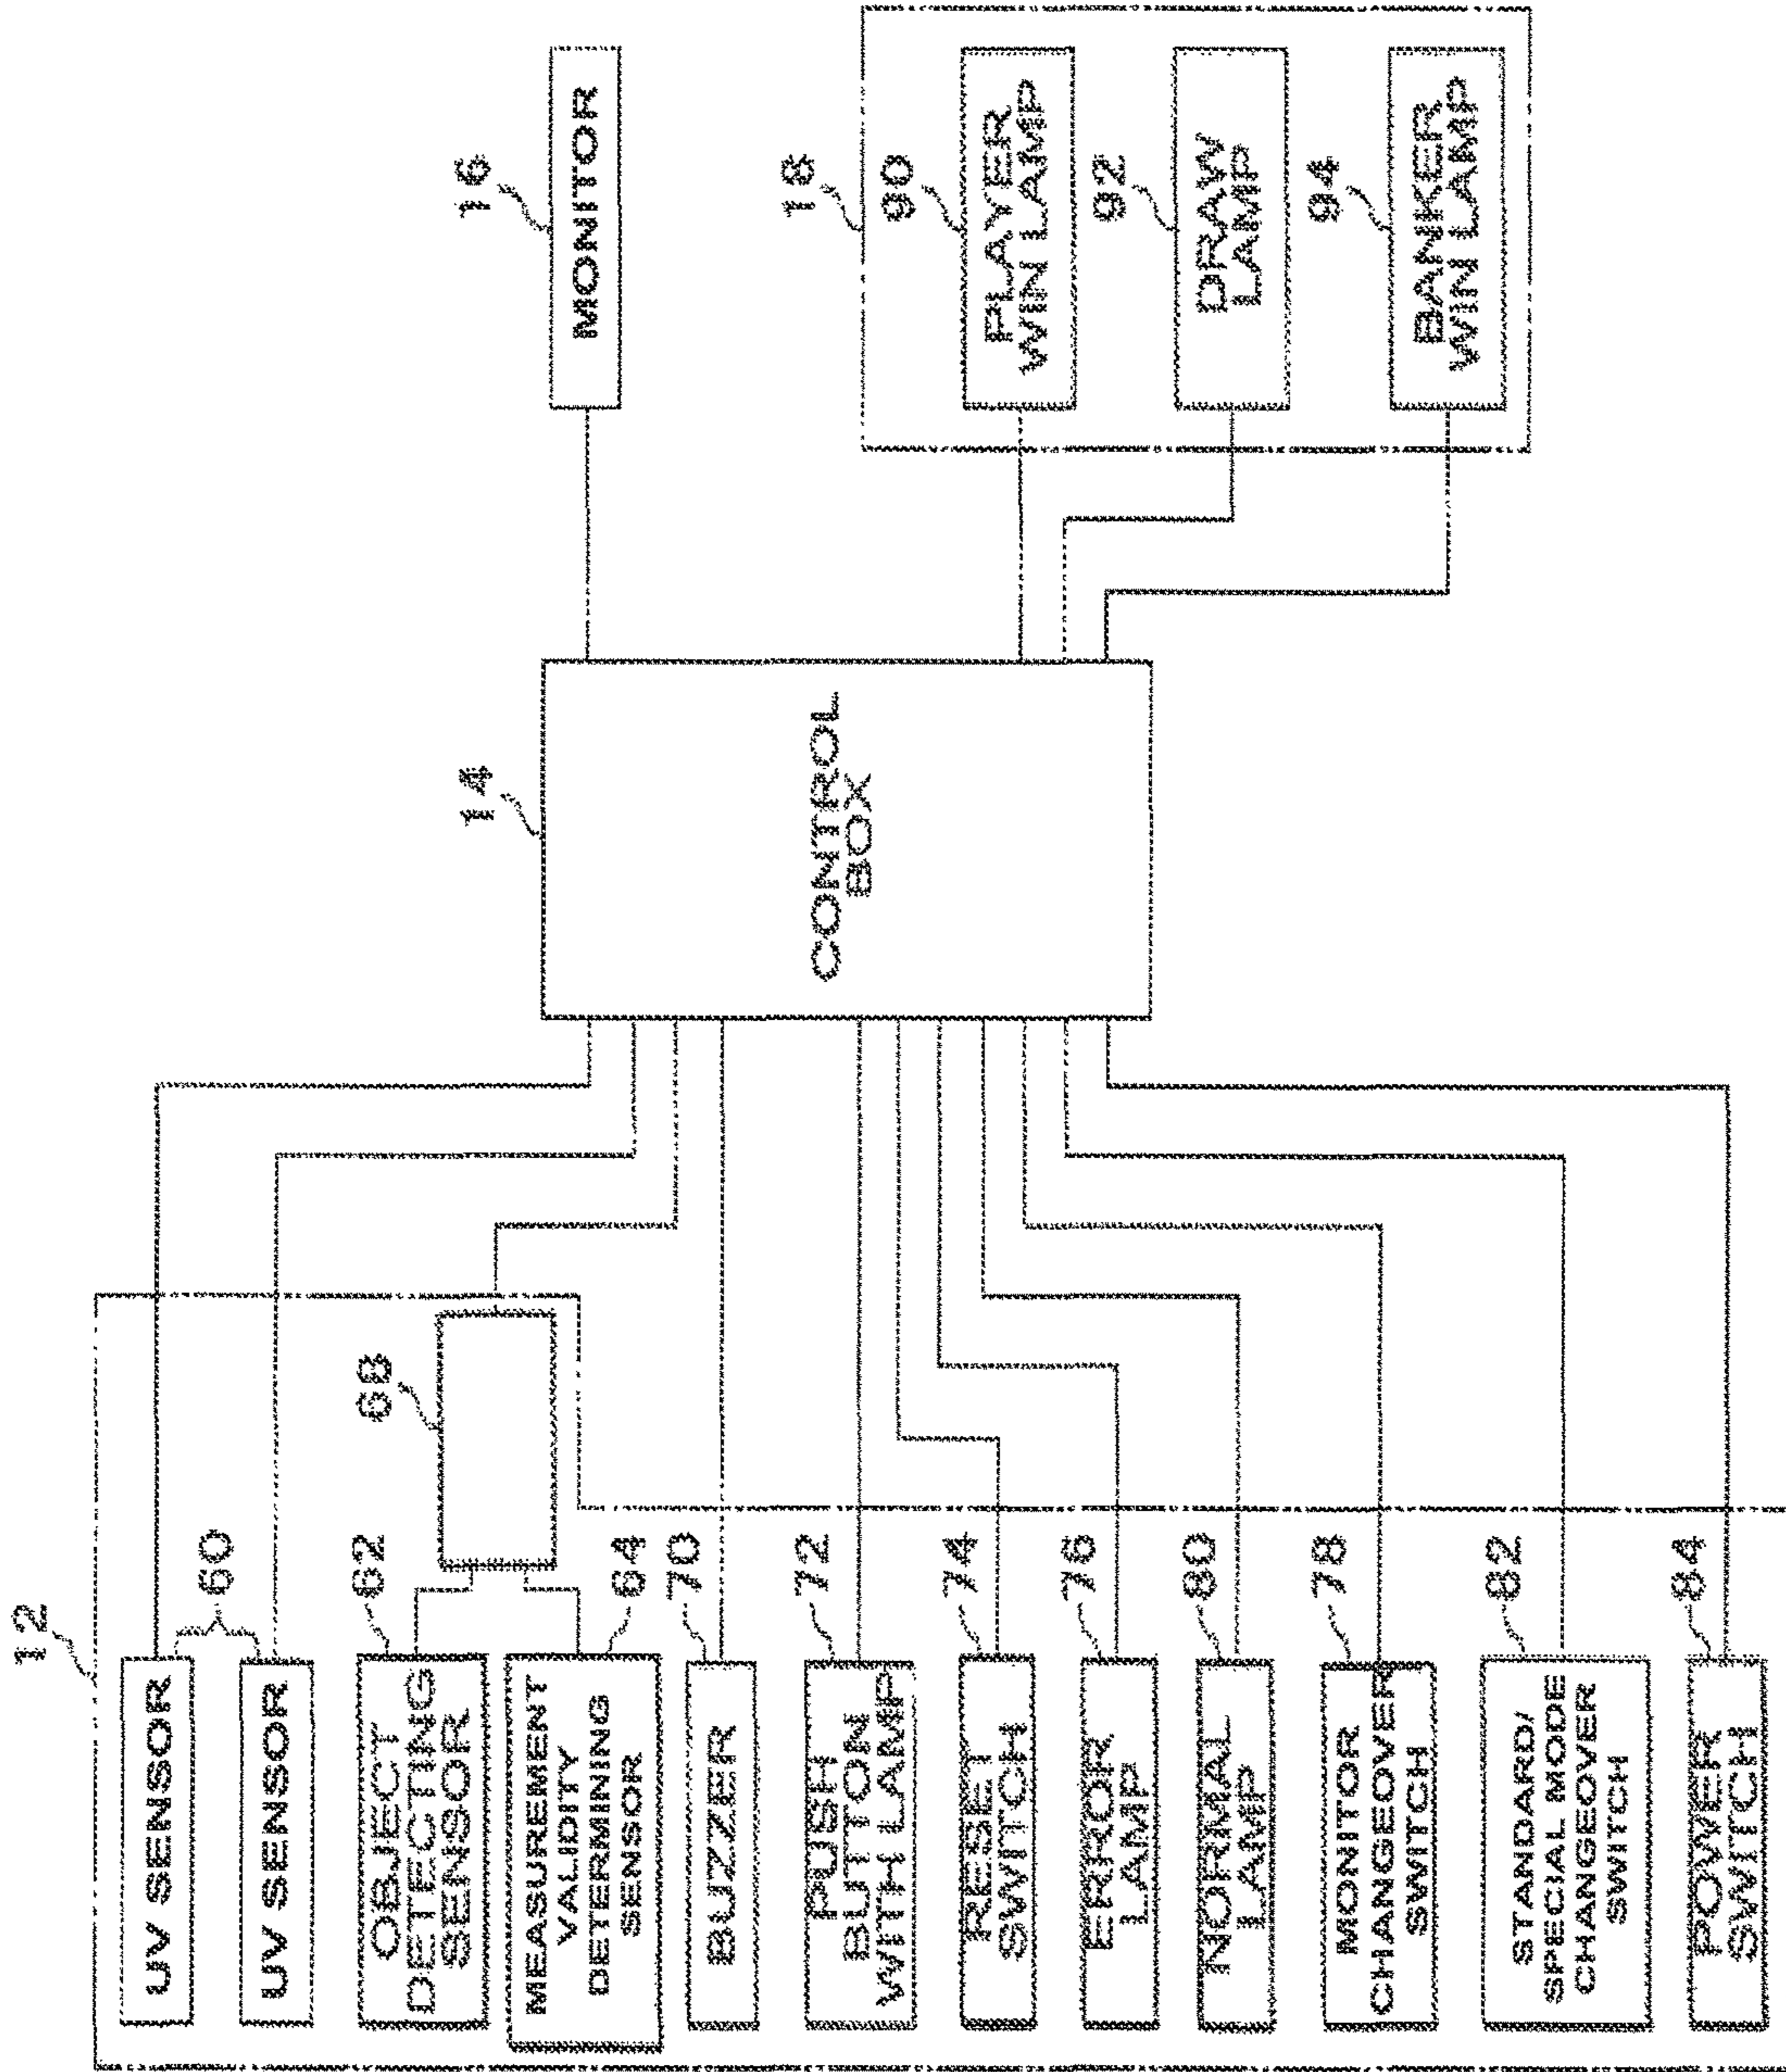 12
UV SENSOR
60
UV SENSOR
62
OBJECT
DETECTING
SENSOR
68
MEASUREMENT
VALIDITY
DETERMINING
SENSOR
64
BUZZER
70
PUSH
BUTTON
WITH LAMP
72
RESET
SWITCH
74
ERROR
LAMP
76
NORMAL
LAMP
80
MONITOR
CHANGEOVER
SWITCH
78
STANDARD/
SPECIAL MODE
CHANGEOVER
SWITCH
82
POWER
SWITCH
84
14
CONTROL
BOX
16
MONITOR
18
90
PLAYER
WIN LAMP
92
DRAW
LAMP
94
BANKER
WIN LAMP